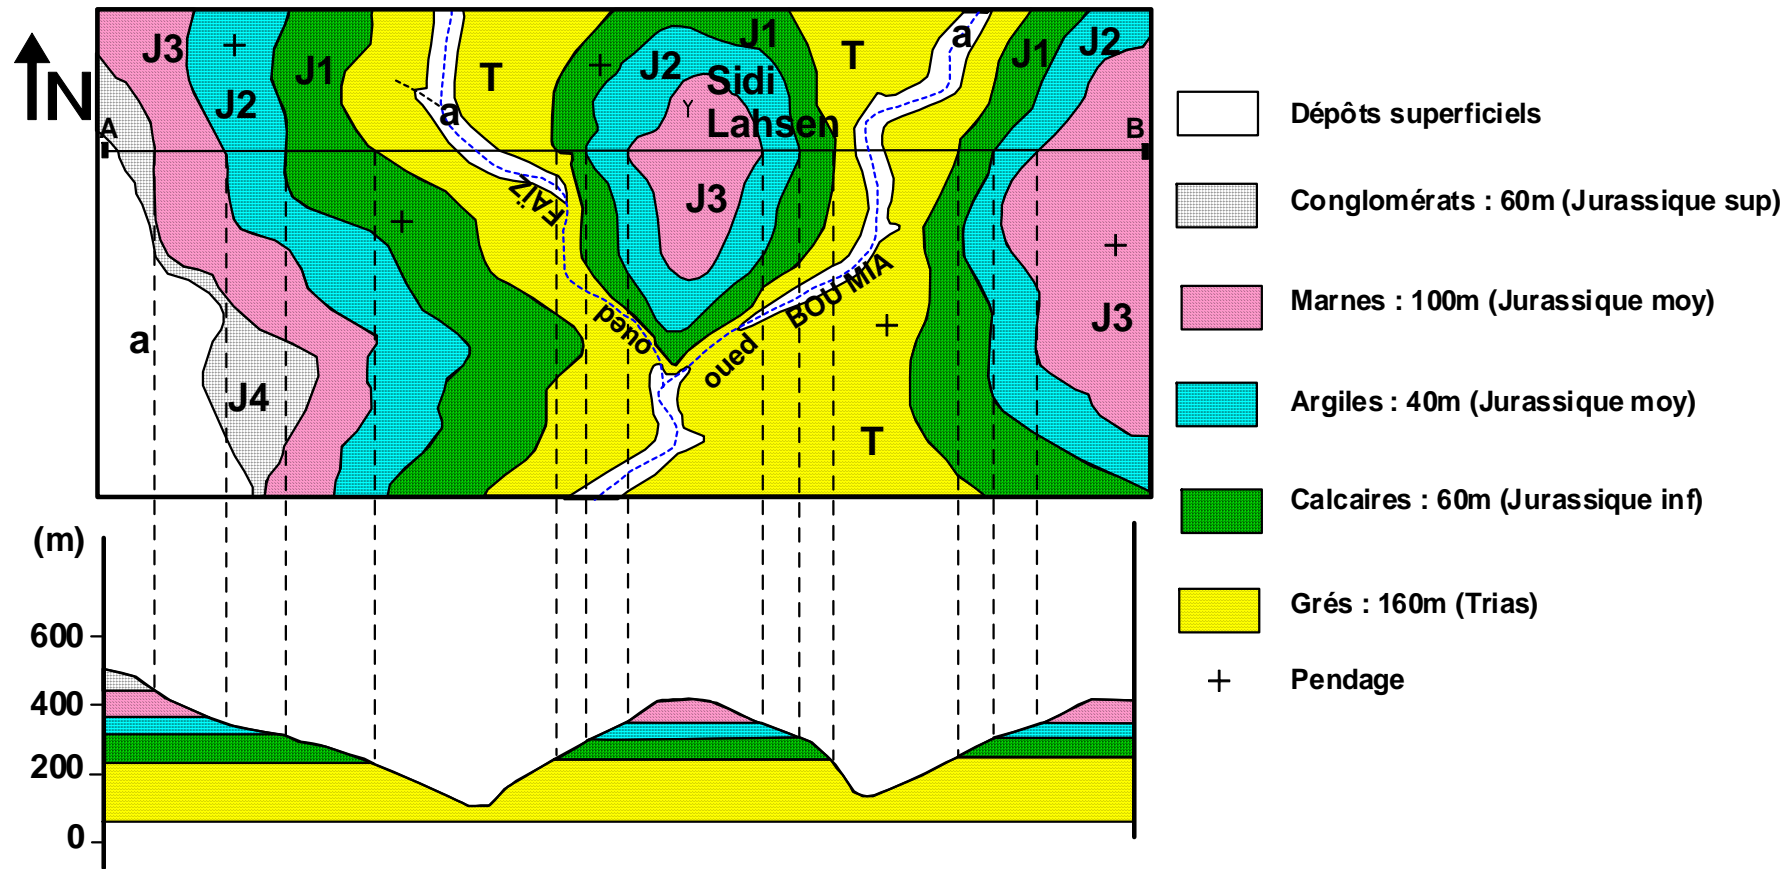 N
J3
J2
J1
T
a
J2
J1
Sidi
Lahsen
T
a
J1
J2
A
B
FAÏZ
J3
oued
BOU MIA
oued
a
J4
J3
T
Dépôts superficiels
Conglomérats : 60m (Jurassique sup)
Marnes : 100m (Jurassique moy)
Argiles : 40m (Jurassique moy)
Calcaires : 60m (Jurassique inf)
Grés : 160m (Trias)
Pendage
(m)
600
400
200
0